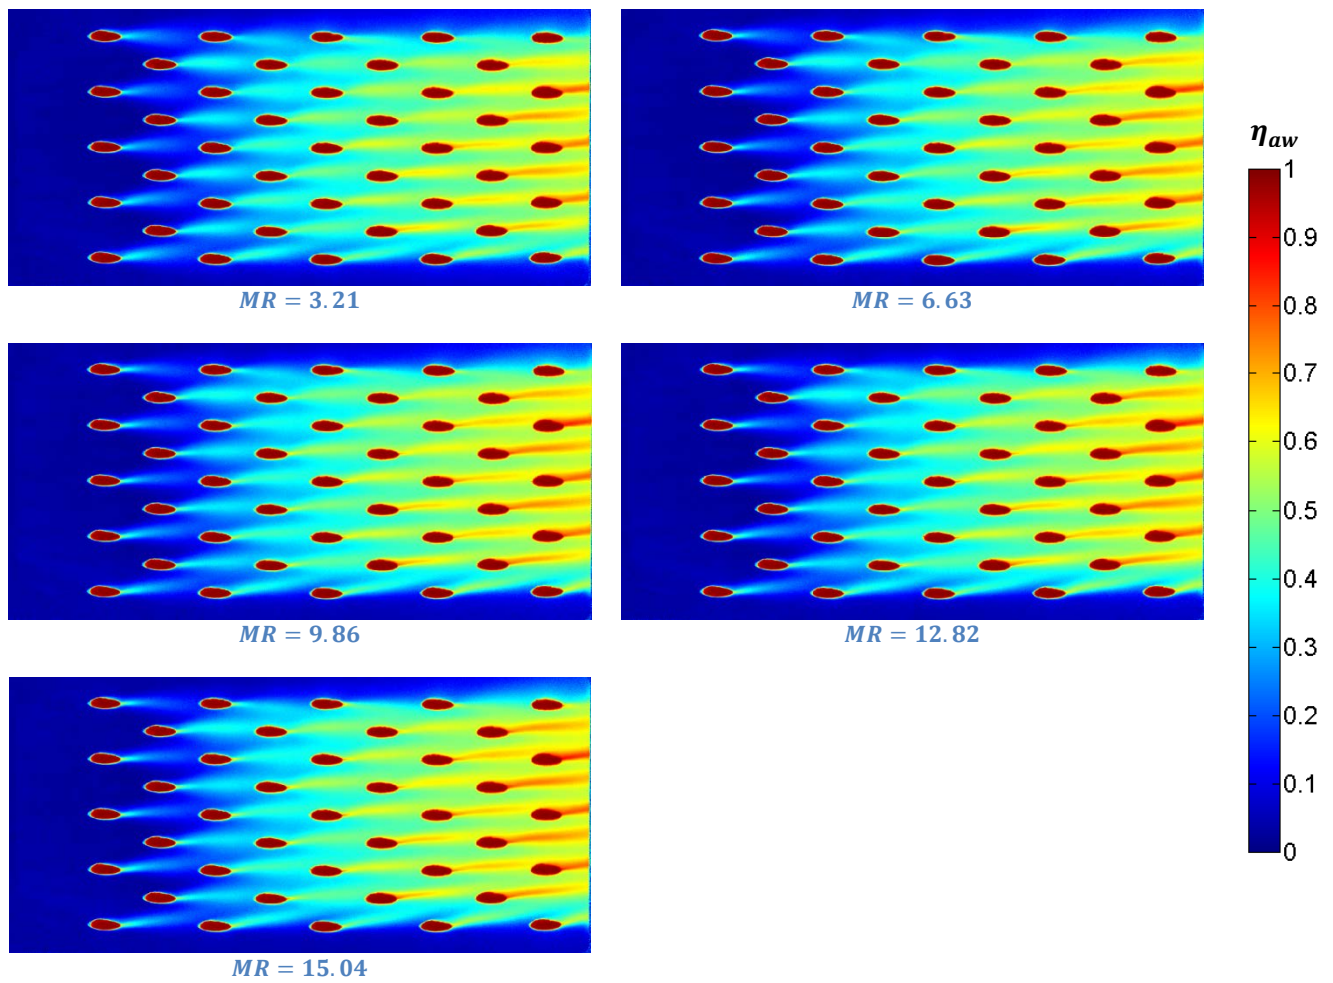 η_aw
1
0.9
0.8
0.7
0.6
0.5
0.4
0.3
0.2
0.1
0
MR = 3.21
MR = 6.63
MR = 9.86
MR = 12.82
MR = 15.04